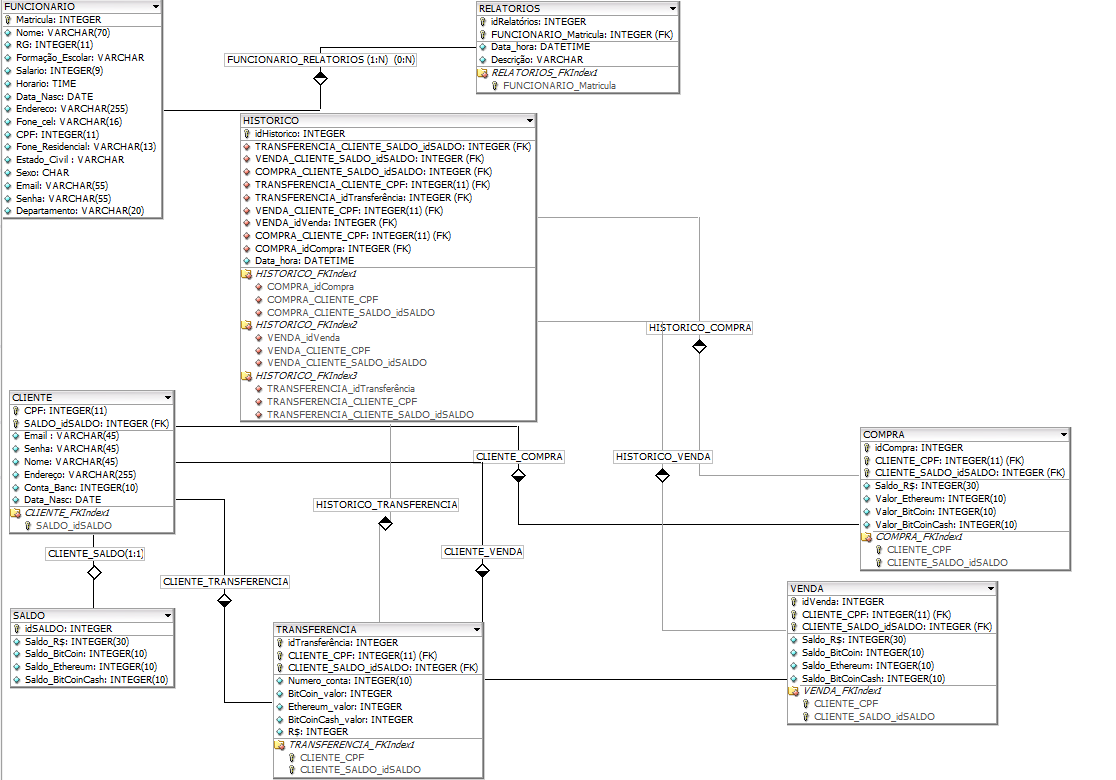 FUNCIONARIO
Matricula: INTEGER
Nome: VARCHAR(70)
RG: INTEGER(11)
Formação_Escolar: VARCHAR
Salario: INTEGER(9)
Horario: TIME
Data_Nasc: DATE
Endereco: VARCHAR(255)
Fone_cel: VARCHAR(16)
CPF: INTEGER(11)
Fone_Residencial: VARCHAR(13)
Estado_Civil : VARCHAR
Sexo: CHAR
Email: VARCHAR(55)
Senha: VARCHAR(55)
Departamento: VARCHAR(20)
FUNCIONARIO_RELATORIOS (1:N) (0:N)
RELATORIOS
idRelatórios: INTEGER
FUNCIONARIO_Matricula: INTEGER (FK)
Data_hora: DATETIME
Descrição: VARCHAR
RELATORIOS_FKIndex1
FUNCIONARIO_Matricula
HISTORICO
idHistorico: INTEGER
TRANSFERENCIA_CLIENTE_SALDO_idSALDO: INTEGER (FK)
VENDA_CLIENTE_SALDO_idSALDO: INTEGER (FK)
COMPRA_CLIENTE_SALDO_idSALDO: INTEGER (FK)
TRANSFERENCIA_CLIENTE_CPF: INTEGER(11) (FK)
TRANSFERENCIA_idTransferência: INTEGER (FK)
VENDA_CLIENTE_CPF: INTEGER(11) (FK)
VENDA_idVenda: INTEGER (FK)
COMPRA_CLIENTE_CPF: INTEGER(11) (FK)
COMPRA_idCompra: INTEGER (FK)
Data_hora: DATETIME
HISTORICO_FKIndex1
COMPRA_idCompra
COMPRA_CLIENTE_CPF
COMPRA_CLIENTE_SALDO_idSALDO
HISTORICO_FKIndex2
VENDA_idVenda
VENDA_CLIENTE_CPF
VENDA_CLIENTE_SALDO_idSALDO
HISTORICO_FKIndex3
TRANSFERENCIA_idTransferência
TRANSFERENCIA_CLIENTE_CPF
TRANSFERENCIA_CLIENTE_SALDO_idSALDO
HISTORICO_COMPRA
CLIENTE
CPF: INTEGER(11)
SALDO_idSALDO: INTEGER (FK)
Email : VARCHAR(45)
Senha: VARCHAR(45)
Nome: VARCHAR(45)
Endereço: VARCHAR(255)
Conta_Banc: INTEGER(10)
Data_Nasc: DATE
CLIENTE_FKIndex1
SALDO_idSALDO
CLIENTE_COMPRA
HISTORICO_VENDA
COMPRA
idCompra: INTEGER
CLIENTE_CPF: INTEGER(11) (FK)
CLIENTE_SALDO_idSALDO: INTEGER (FK)
Saldo_R$: INTEGER(30)
Valor_Ethereum: INTEGER(10)
Valor_BitCoin: INTEGER(10)
Valor_BitCoinCash: INTEGER(10)
COMPRA_FKIndex1
CLIENTE_CPF
CLIENTE_SALDO_idSALDO
HISTORICO_TRANSFERENCIA
CLIENTE_SALDO(1:1)
CLIENTE_VENDA
CLIENTE_TRANSFERENCIA
SALDO
idSALDO: INTEGER
Saldo_R$: INTEGER(30)
Saldo_BitCoin: INTEGER(10)
Saldo_Ethereum: INTEGER(10)
Saldo_BitCoinCash: INTEGER(10)
TRANSFERENCIA
idTransferência: INTEGER
CLIENTE_CPF: INTEGER(11) (FK)
CLIENTE_SALDO_idSALDO: INTEGER (FK)
Numero_conta: INTEGER(10)
BitCoin_valor: INTEGER
Ethereum_valor: INTEGER
BitCoinCash_valor: INTEGER
R$: INTEGER
TRANSFERENCIA_FKIndex1
CLIENTE_CPF
CLIENTE_SALDO_idSALDO
VENDA
idVenda: INTEGER
CLIENTE_CPF: INTEGER(11) (FK)
CLIENTE_SALDO_idSALDO: INTEGER (FK)
Saldo_R$: INTEGER(30)
Saldo_BitCoin: INTEGER(10)
Saldo_Ethereum: INTEGER(10)
Saldo_BitCoinCash: INTEGER(10)
VENDA_FKIndex1
CLIENTE_CPF
CLIENTE_SALDO_idSALDO